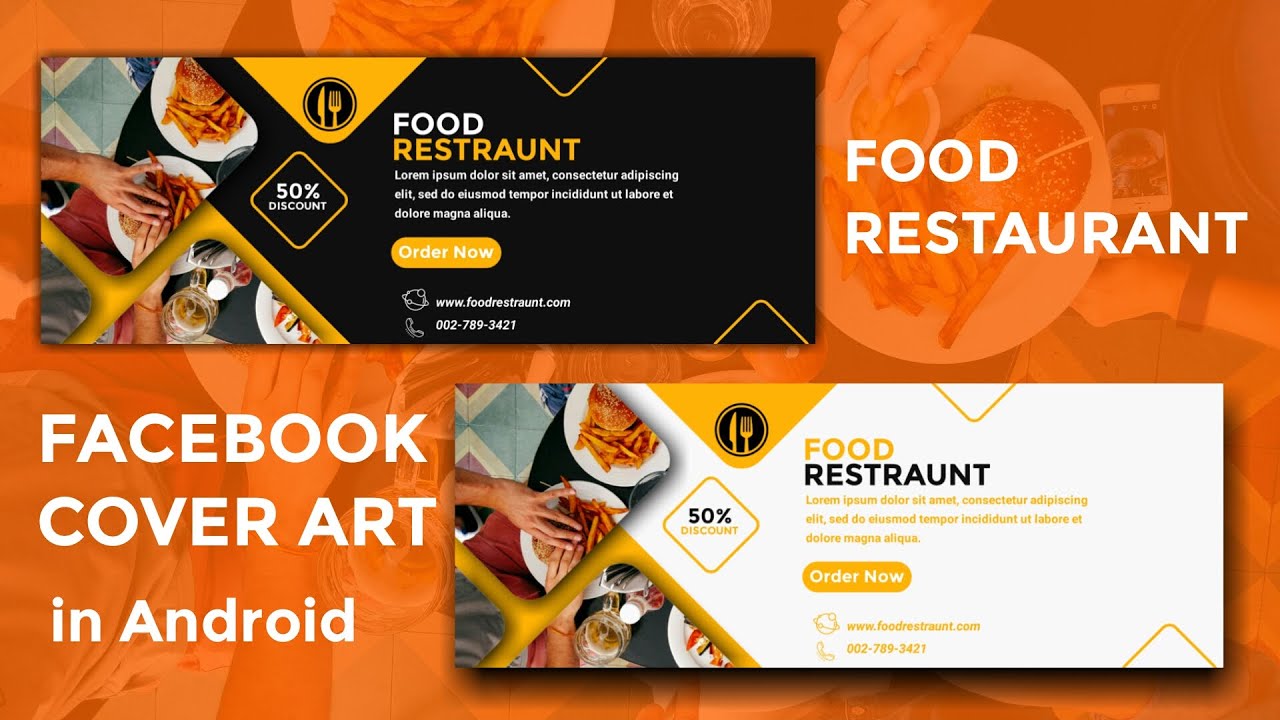 FOOD
RESTRAUNT
Lorem ipsum dolor sit amet, consectetur adipiscing
elit, sed do eiusmod tempor incididunt ut labore et
dolore magna aliqua.
50%
DISCOUNT
Order Now
www.foodrestraunt.com
002-789-3421
FOOD
RESTAURANT
FACEBOOK
COVER ART
in Android
FOOD
RESTRAUNT
Lorem ipsum dolor sit amet, consectetur adipiscing
elit, sed do eiusmod tempor incididunt ut labore et
dolore magna aliqua.
50%
DISCOUNT
Order Now
www.foodrestraunt.com
002-789-3421